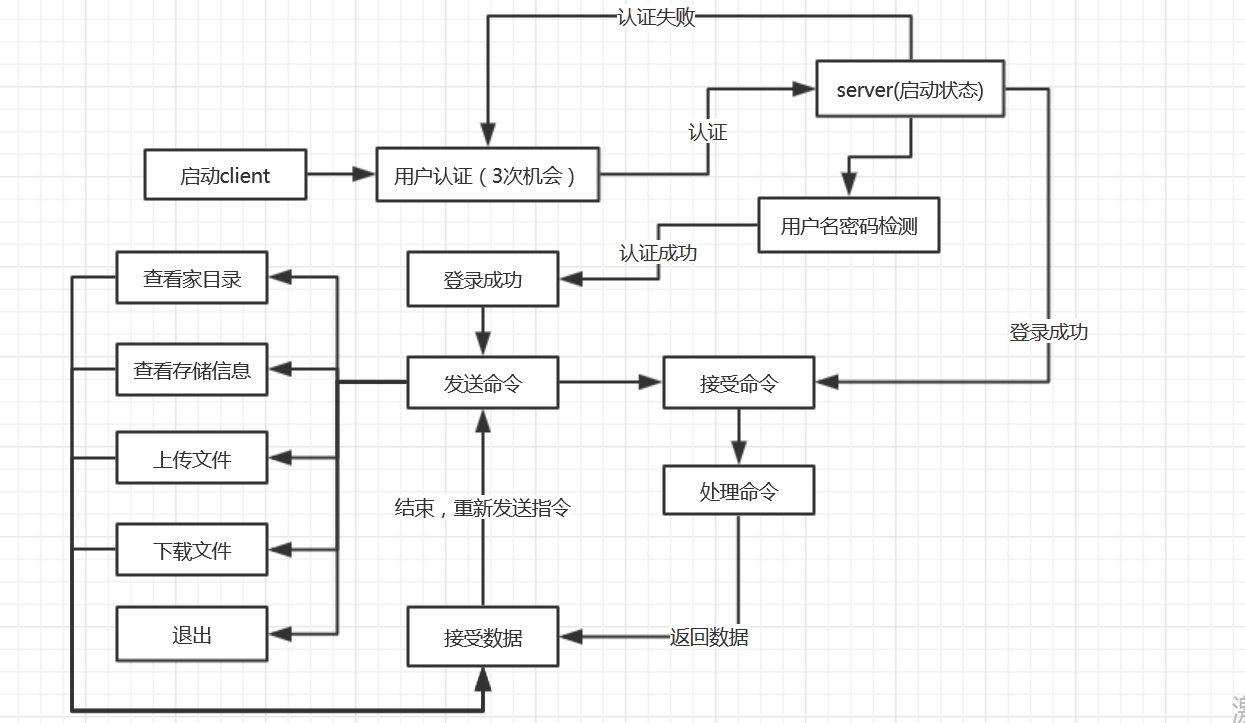 认证失败
server(启动状态)
认证
启动client
用户认证（3次机会）
用户名密码检测
认证成功
查看家目录
登录成功
登录成功
查看存储信息
发送命令
接受命令
上传文件
处理命令
结束，重新发送指令
下载文件
退出
接受数据
返回数据